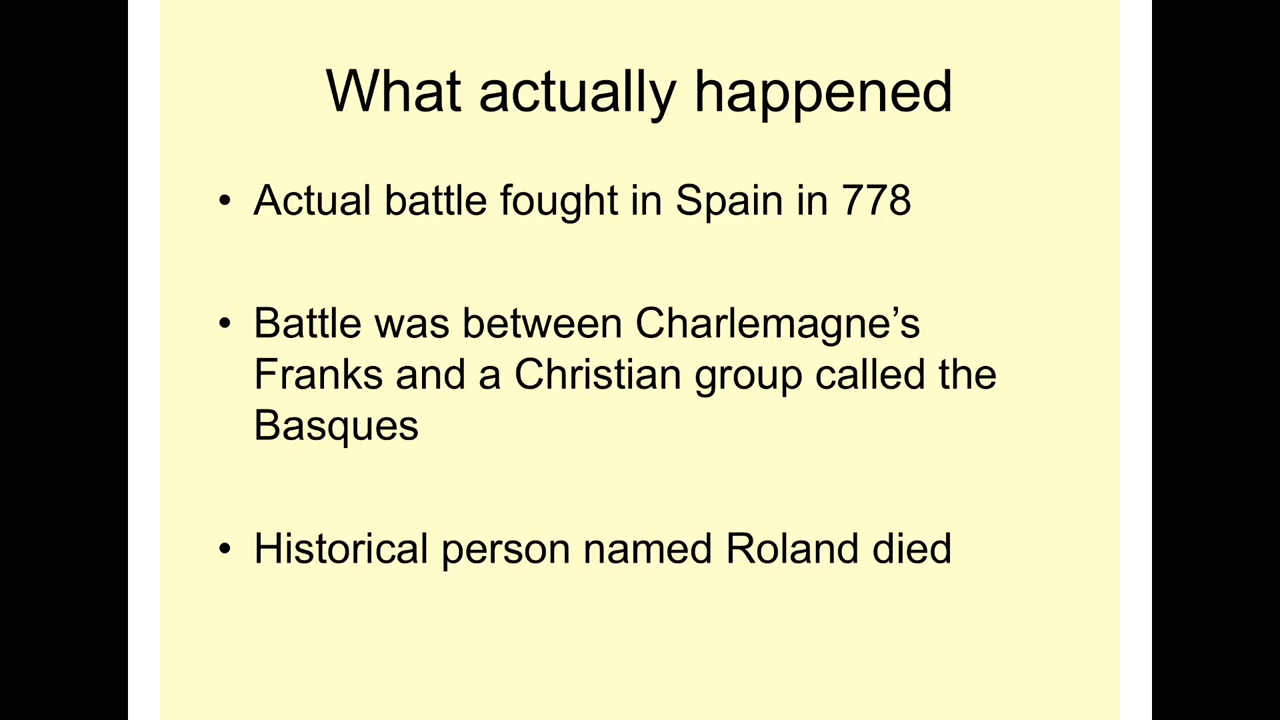 What actually happened
• Actual battle fought in Spain in 778
• Battle was between Charlemagne’s
Franks and a Christian group called the
Basques
• Historical person named Roland died